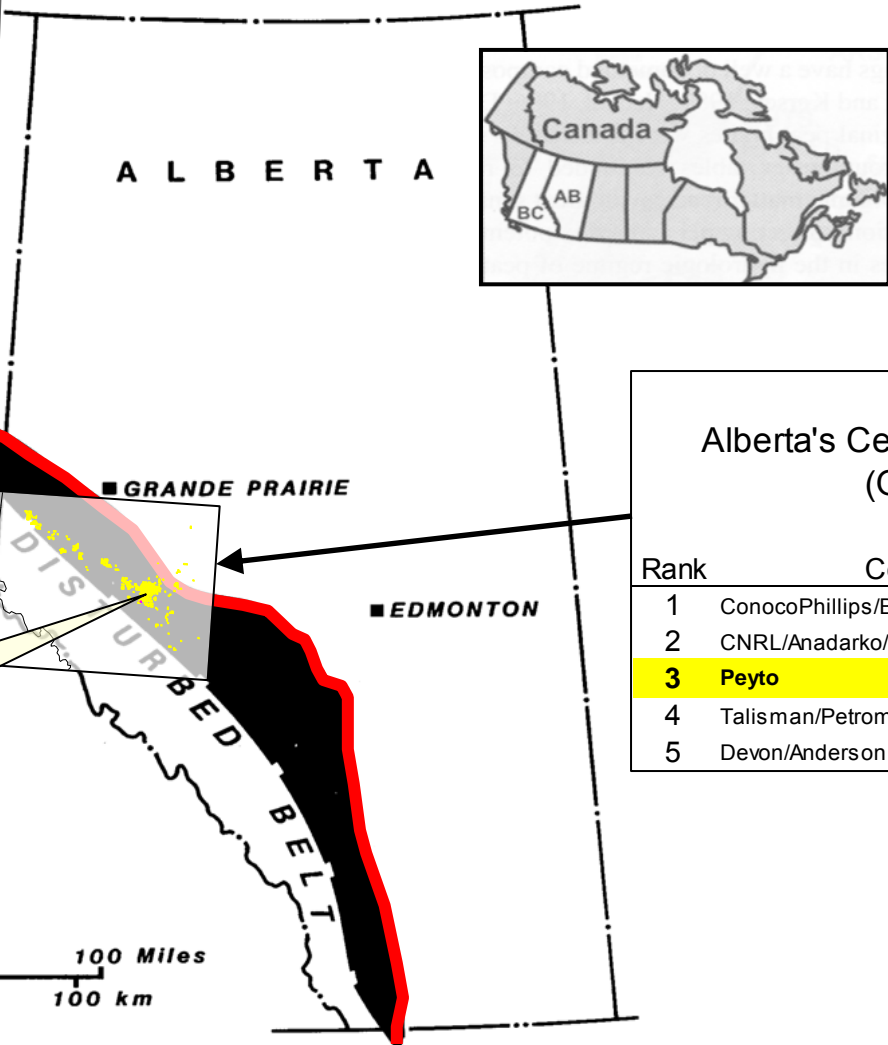 Canada
AB
BC
ALBERTA
GRANDE PRAIRIE
EDMONTON
DISTURBED BELT
100 Miles
100 km
Alberta's Ce
(
Rank
1 ConocoPhillips/
2 CNRL/Anadarko/
3 Peyto
4 Talisman/Petrom
5 Devon/Anderson